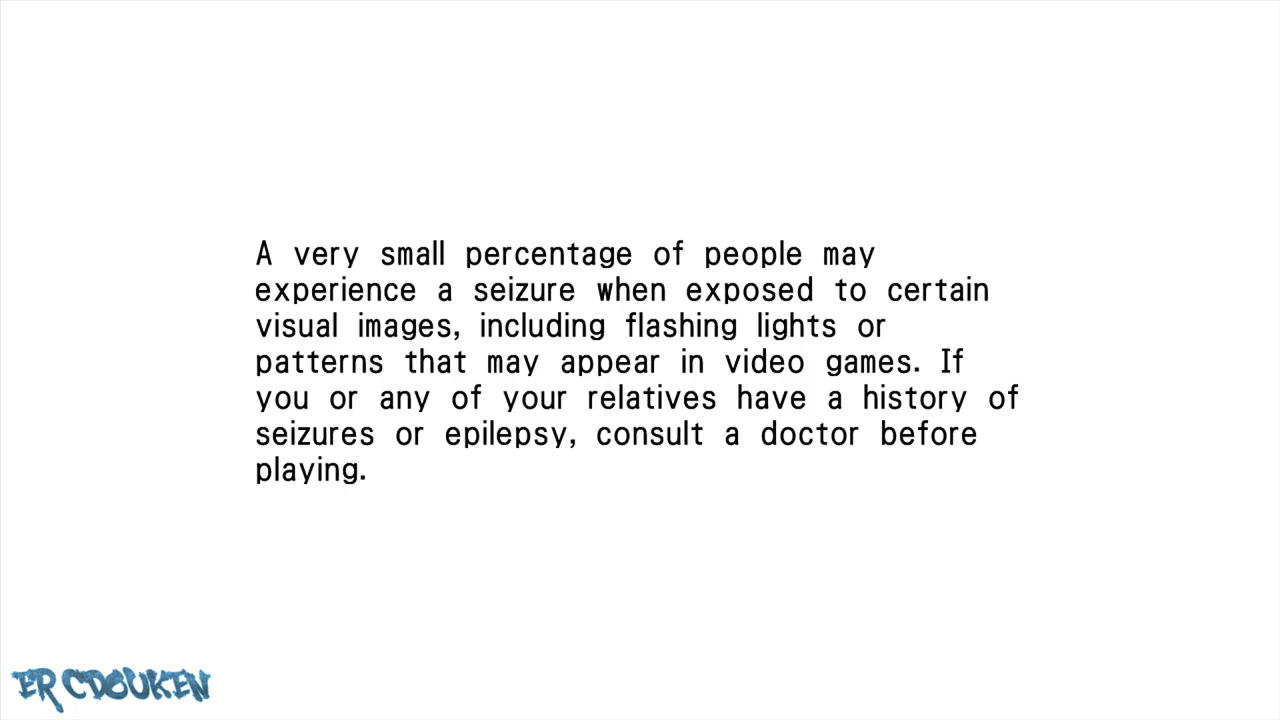 A very small percentage of people may
experience a seizure when exposed to certain
visual images, including flashing lights or
patterns that may appear in video games. If
you or any of your relatives have a history of
seizures or epilepsy, consult a doctor before
playing.
ER CDOUKEN